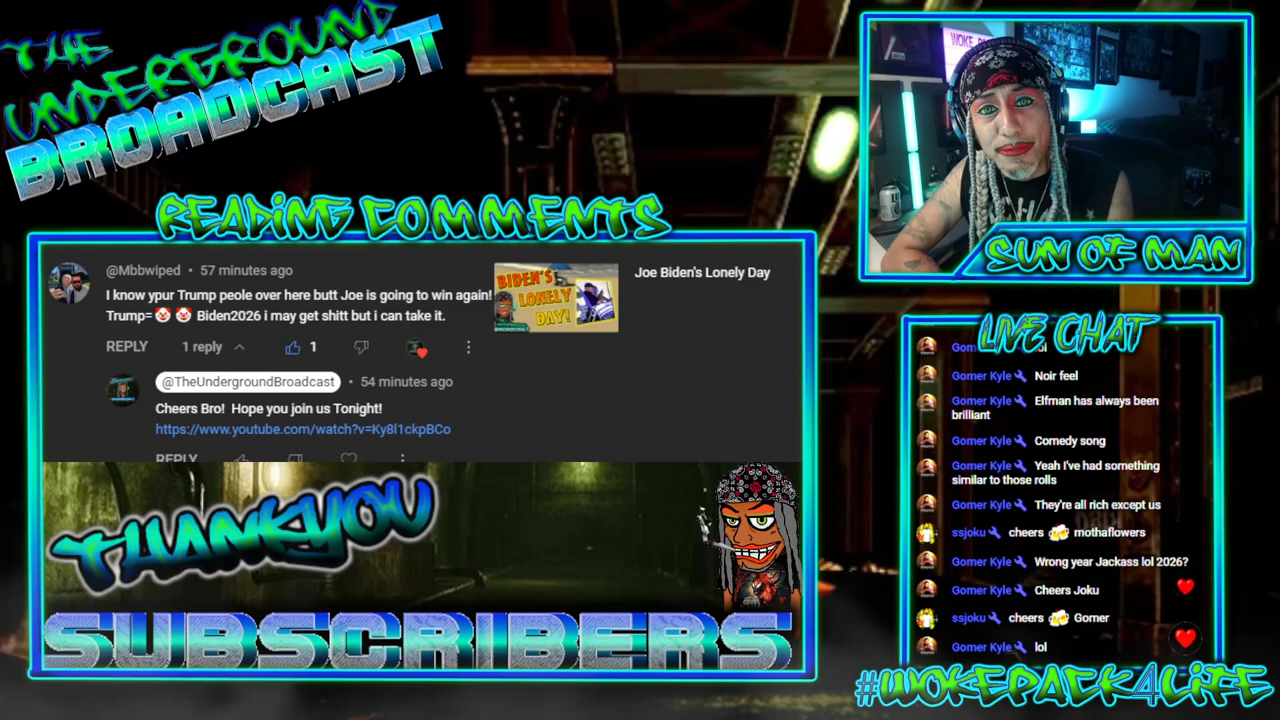 THE
UNDERGROUND
BROADCAST
READING COMMENTS
@Mbbwiped • 57 minutes ago
I know ypur Trump peole over here butt Joe is going to win again!
Trump=🤡 🤡 Biden2026 i may get shitt but i can take it.
REPLY 1 reply 1
BIDEN'S
LONELY
DAY!
Joe Biden's Lonely Day
@TheUndergroundBroadcast • 54 minutes ago
Cheers Bro! Hope you join us Tonight!
https://www.youtube.com/watch?v=Ky8l1ckpBCo
REPLY
THANKYOU
SUBSCRIBERS
WOKE
SUN OF MAN
LIVE CHAT
Gomer Kyle Noir feel
Gomer Kyle Elfman has always been
brilliant
Gomer Kyle Comedy song
Gomer Kyle Yeah I've had something
similar to those rolls
Gomer Kyle They're all rich except us
ssjoku cheers 🍻 mothaflowers
Gomer Kyle Wrong year Jackass lol 2026?
Gomer Kyle Cheers Joku
ssjoku cheers 🍻 Gomer
Gomer Kyle lol
#WOKEPACK4LIFE